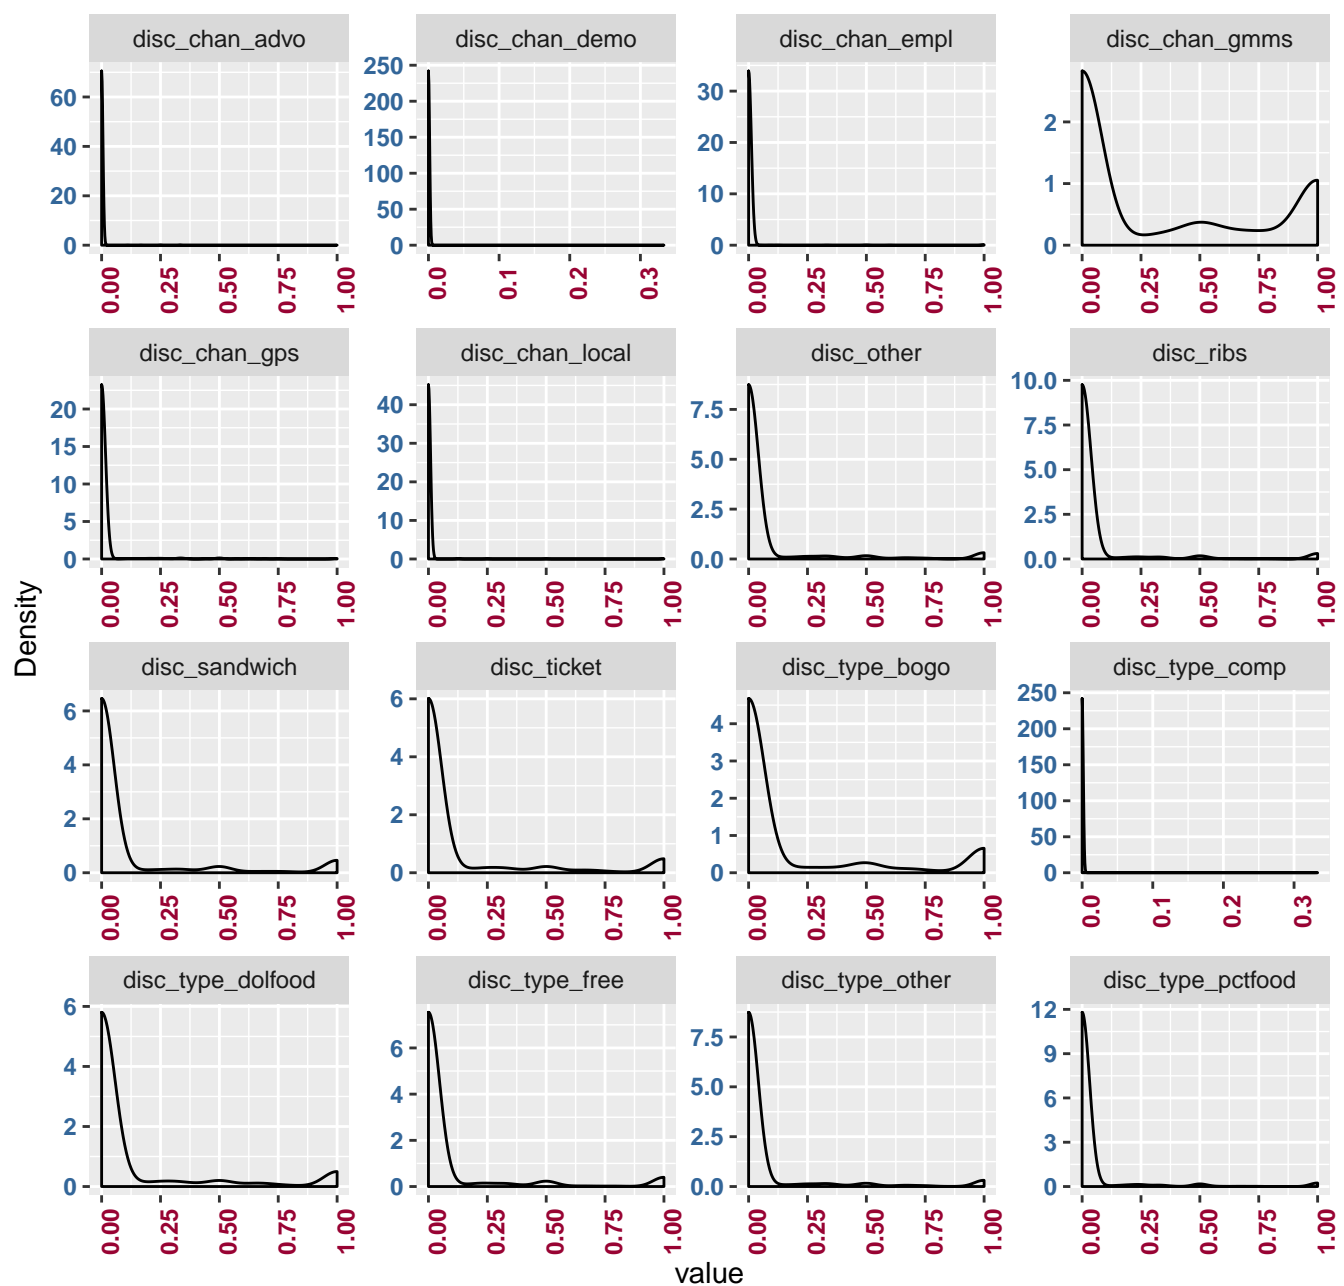 disc_chan_advo disc_chan_demo disc_chan_empl disc_chan_gmms
60 40 20 0
250 200 150 100 50 0
30 20 10 0
2 1 0
0.00 0.25 0.50 0.75 1.00
0.0 0.1 0.2 0.3
0.00 0.25 0.50 0.75 1.00
0.00 0.25 0.50 0.75 1.00
disc_chan_gps disc_chan_local disc_other disc_ribs
20 15 10 5 0
40 30 20 10 0
7.5 5.0 2.5 0.0
10.0 7.5 5.0 2.5 0.0
0.00 0.25 0.50 0.75 1.00
0.00 0.25 0.50 0.75 1.00
0.00 0.25 0.50 0.75 1.00
0.00 0.25 0.50 0.75 1.00
Density
disc_sandwich disc_ticket disc_type_bogo disc_type_comp
6 4 2 0
6 4 2 0
4 3 2 1 0
250 200 150 100 50 0
0.00 0.25 0.50 0.75 1.00
0.00 0.25 0.50 0.75 1.00
0.00 0.25 0.50 0.75 1.00
0.0 0.1 0.2 0.3
disc_type_dolfood disc_type_free disc_type_other disc_type_pctfood
6 4 2 0
6 4 2 0
7.5 5.0 2.5 0.0
12 9 6 3 0
0.00 0.25 0.50 0.75 1.00
0.00 0.25 0.50 0.75 1.00
0.00 0.25 0.50 0.75 1.00
0.00 0.25 0.50 0.75 1.00
value